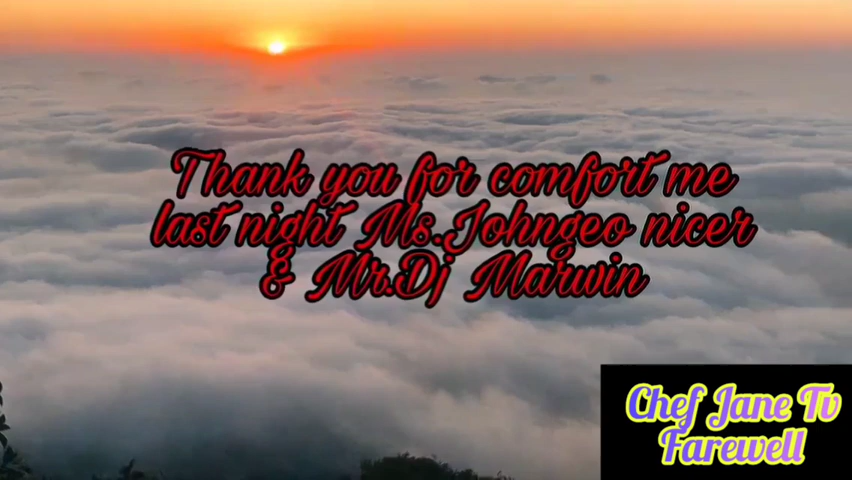 Thank you for comfort me
last night Ms.Johngeo nicer
& Mr.Dj Marwin
Chef Jane Tv
Farewell